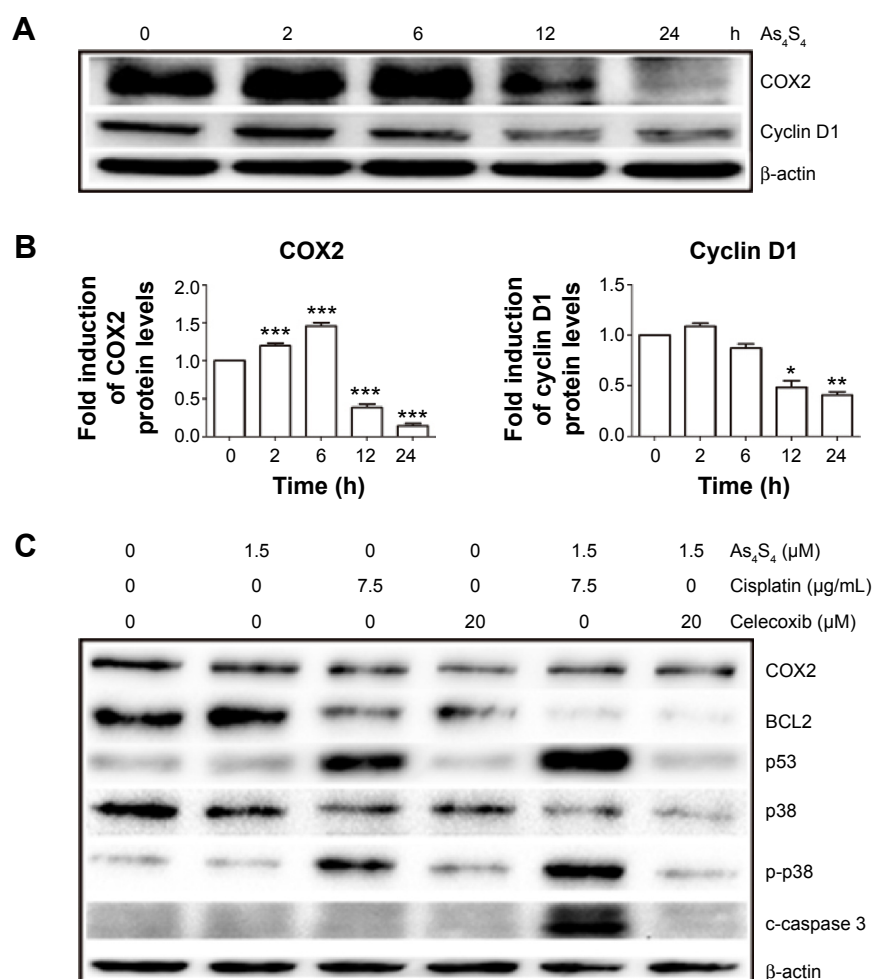 A
0 2 6 12 24 h As₄S₄
COX2
Cyclin D1
β-actin
B
COX2
Fold induction
of COX2
protein levels
2.0
1.5
1.0
0.5
0.0
***
***
***
***
0 2 6 12 24
Time (h)
Cyclin D1
Fold induction
of cyclin D1
protein levels
1.5
1.0
0.5
0.0
*
**
0 2 6 12 24
Time (h)
C
0 1.5 0 0 1.5 1.5 As₄S₄ (µM)
0 0 7.5 0 7.5 0 Cisplatin (µg/mL)
0 0 0 20 0 20 Celecoxib (µM)
COX2
BCL2
p53
p38
p-p38
c-caspase 3
β-actin